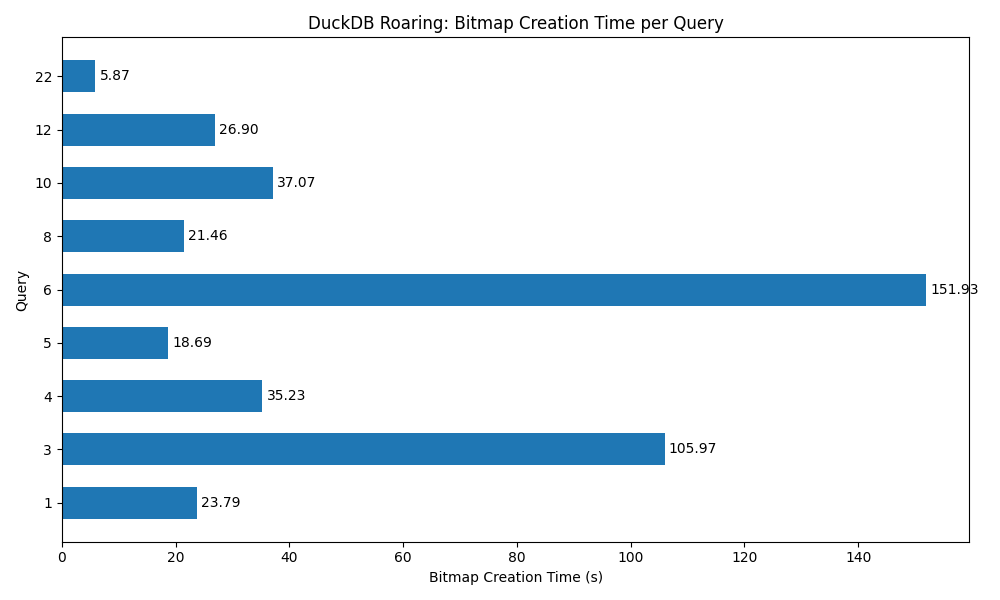 DuckDB Roaring: Bitmap Creation Time per Query
Query
22 5.87
12 26.90
10 37.07
8 21.46
6 151.93
5 18.69
4 35.23
3 105.97
1 23.79
0 20 40 60 80 100 120 140
Bitmap Creation Time (s)